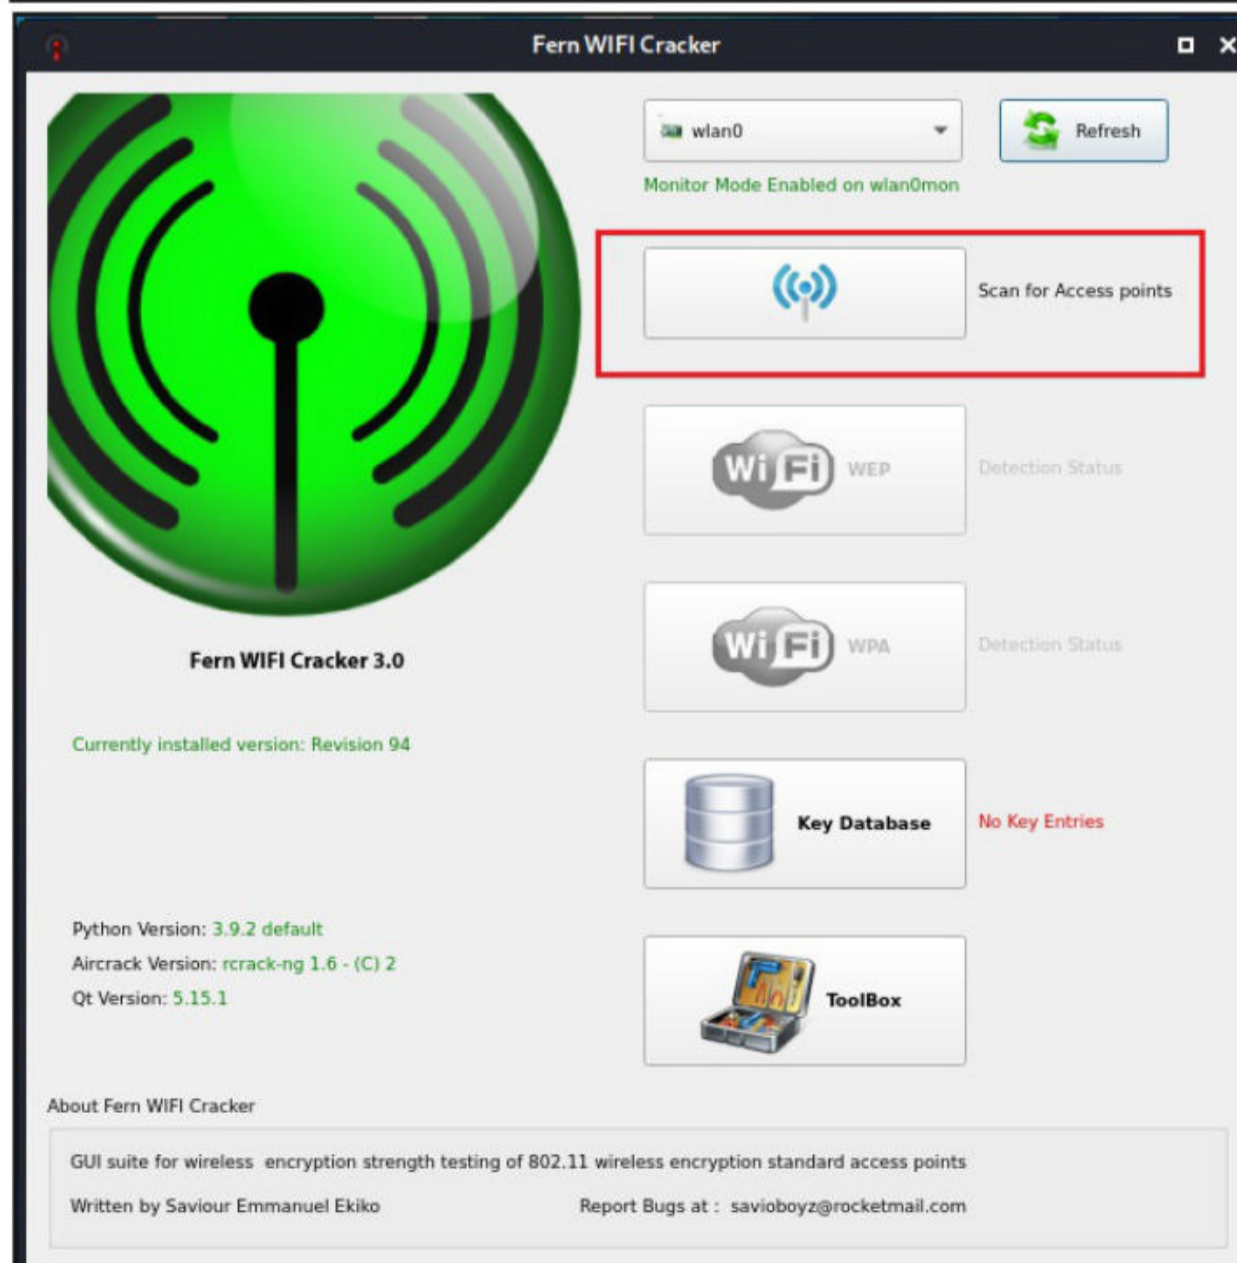 Fern WIFI Cracker
wlan0
Refresh
Monitor Mode Enabled on wlan0mon
Scan for Access points
WiFi WEP
Detection Status
WiFi WPA
Detection Status
Fern WIFI Cracker 3.0
Currently installed version: Revision 94
Key Database
No Key Entries
Python Version: 3.9.2 default
Aircrack Version: rcrack-ng 1.6 - (C) 2
Qt Version: 5.15.1
ToolBox
About Fern WIFI Cracker
GUI suite for wireless encryption strength testing of 802.11 wireless encryption standard access points
Written by Saviour Emmanuel Ekiko
Report Bugs at : savioboyz@rocketmail.com